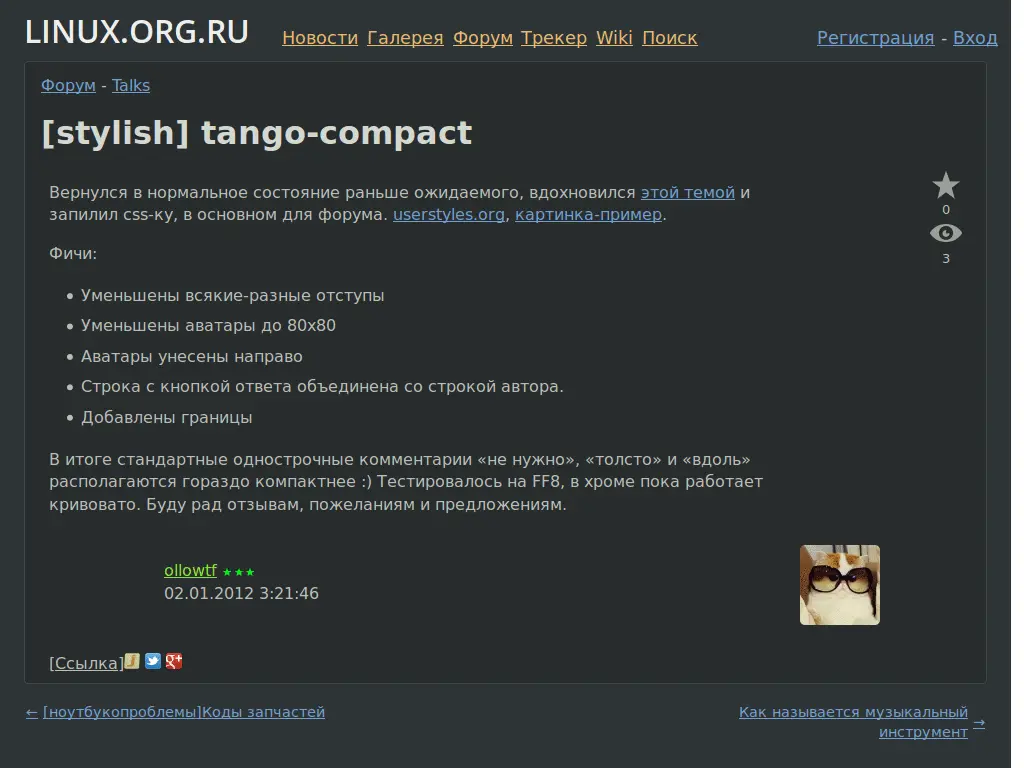 LINUX.ORG.RU Новости Галерея Форум Трекер Wiki Поиск Регистрация - Вход
Форум - Talks
[stylish] tango-compact
Вернулся в нормальное состояние раньше ожидаемого, вдохновился этой темой и
запилил css-ку, в основном для форума. userstyles.org, картинка-пример.
0
3
Фичи:
• Уменьшены всякие-разные отступы
• Уменьшены аватары до 80x80
• Аватары унесены направо
• Строка с кнопкой ответа объединена со строкой автора.
• Добавлены границы
В итоге стандартные однострочные комментарии «не нужно», «толсто» и «вдоль»
располагаются гораздо компактнее :) Тестировалось на FF8, в хроме пока работает
кривовато. Буду рад отзывам, пожеланиям и предложениям.
ollowtf ★★★
02.01.2012 3:21:46
[Ссылка]
← [ноутбукопроблемы]Коды запчастей
Как называется музыкальный
инструмент →